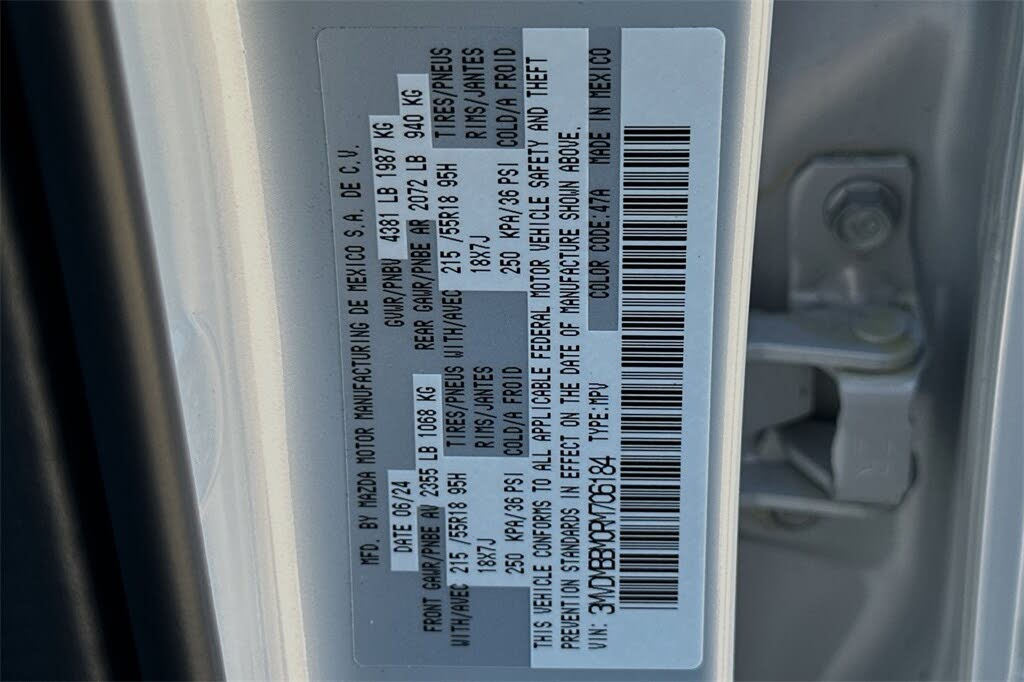 MFD. BY MAZDA MOTOR MANUFACTURING DE MEXICO S.A. DE C.V.
DATE 06/24 GVWR/PNBV 4381 LB 1987 KG
FRONT GAWR/PNBE AV 2355 LB 1068 KG REAR GAWR/PNBE AR 2072 LB 940 KG
WITH/AVEC 215 /55R18 95H TIRES/PNEUS WITH/AVEC 215 /55R18 95H TIRES/PNEUS
18X7J RIMS/JANTES 18X7J RIMS/JANTES
250 KPA/36 PSI COLD/A FROID 250 KPA/36 PSI COLD/A FROID
THIS VEHICLE CONFORMS TO ALL APPLICABLE FEDERAL MOTOR VEHICLE SAFETY AND THEFT
PREVENTION STANDARDS IN EFFECT ON THE DATE OF MANUFACTURE SHOWN ABOVE.
VIN: 3MVDMBBM0RM706184 TYPE:MPV COLOR CODE:47A MADE IN MEXICO